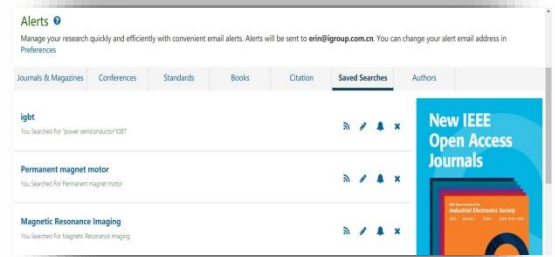 Alerts
Manage your research quickly and efficiently with convenient email alerts. Alerts will be sent to erin@igroup.com.cn. You can change your alert email address in
Preferences
Journals & Magazines Conferences Standards Books Citation Saved Searches Authors
igbt
You Searched For "power semiconductor"IGBT
Permanent magnet motor
You Searched For Permanent magnet motor
Magnetic Resonance Imaging
You Searched For Magnetic Resonance Imaging
New IEEE
Open Access
Journals
Industrial Electronics Society